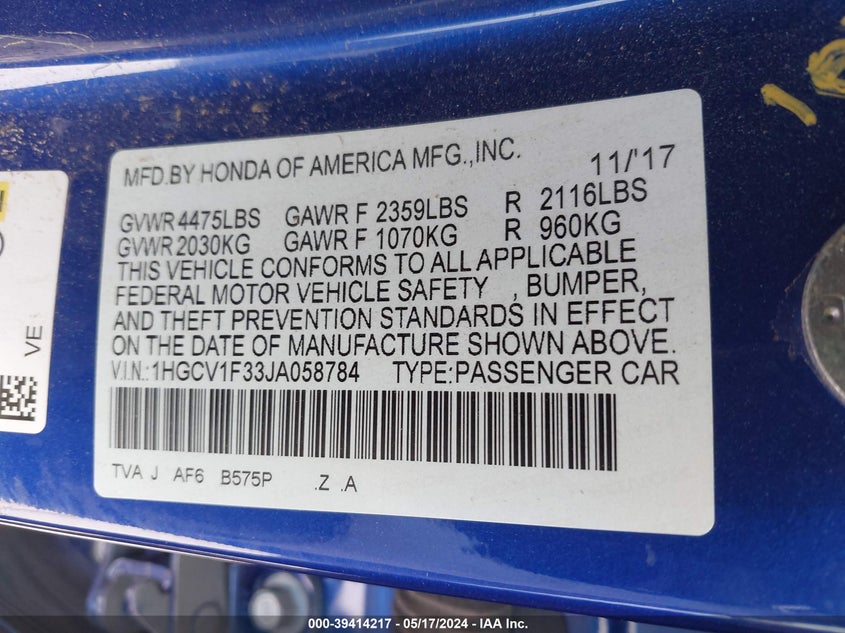 MFD.BY HONDA OF AMERICA MFG.,INC. 11/'17
GVWR 4475LBS GAWR F 2359LBS R 2116LBS
GVWR 2030KG GAWR F 1070KG R 960KG
THIS VEHICLE CONFORMS TO ALL APPLICABLE
FEDERAL MOTOR VEHICLE SAFETY , BUMPER,
AND THEFT PREVENTION STANDARDS IN EFFECT
ON THE DATE OF MANUFACTURE SHOWN ABOVE.
V.I.N.:1HGCV1F33JA058784 TYPE:PASSENGER CAR
TVA J AF6 B575P .Z .A
VE
000-39414217 - 05/17/2024 - IAA Inc.